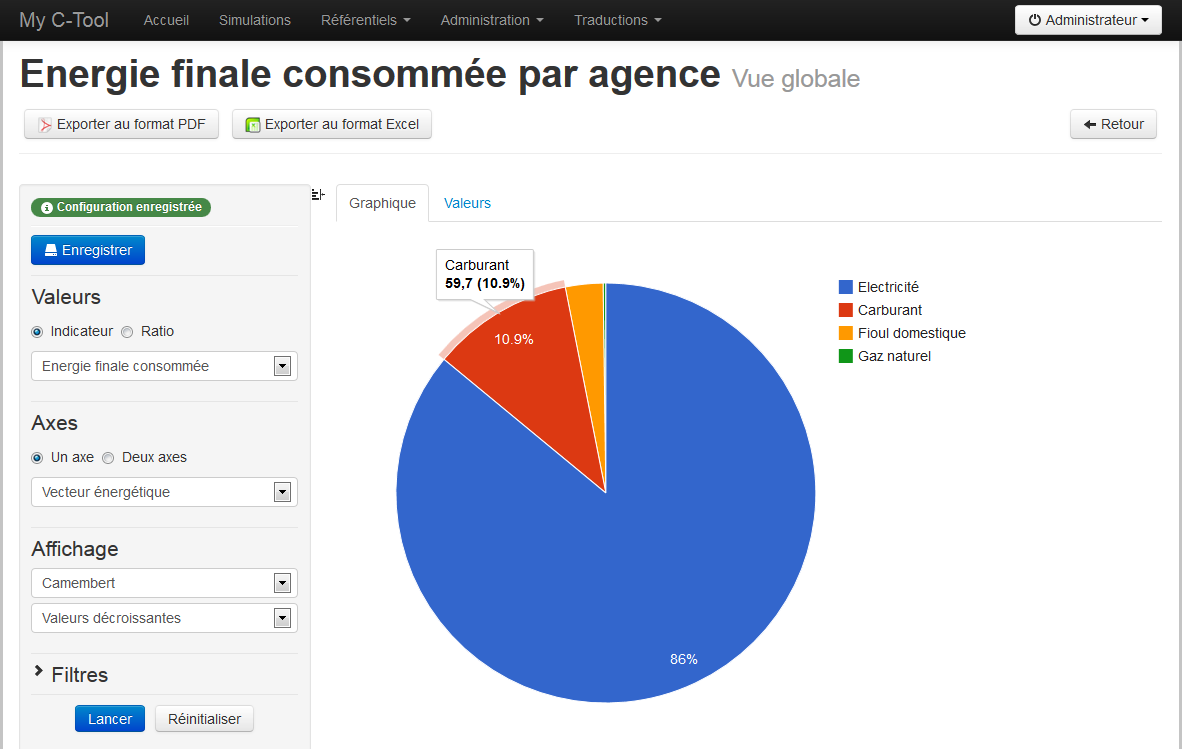 My C-Tool Accueil Simulations Référentiels Administration Traductions Administrateur
Energie finale consommée par agence Vue globale
Exporter au format PDF Exporter au format Excel Retour
Configuration enregistrée
Enregistrer
Valeurs
Indicateur Ratio
Energie finale consommée
Axes
Un axe Deux axes
Vecteur énergétique
Affichage
Camembert
Valeurs décroissantes
Filtres
Lancer Réinitialiser
Graphique Valeurs
Carburant
59,7 (10.9%)
10.9%
86%
Electricité
Carburant
Fioul domestique
Gaz naturel